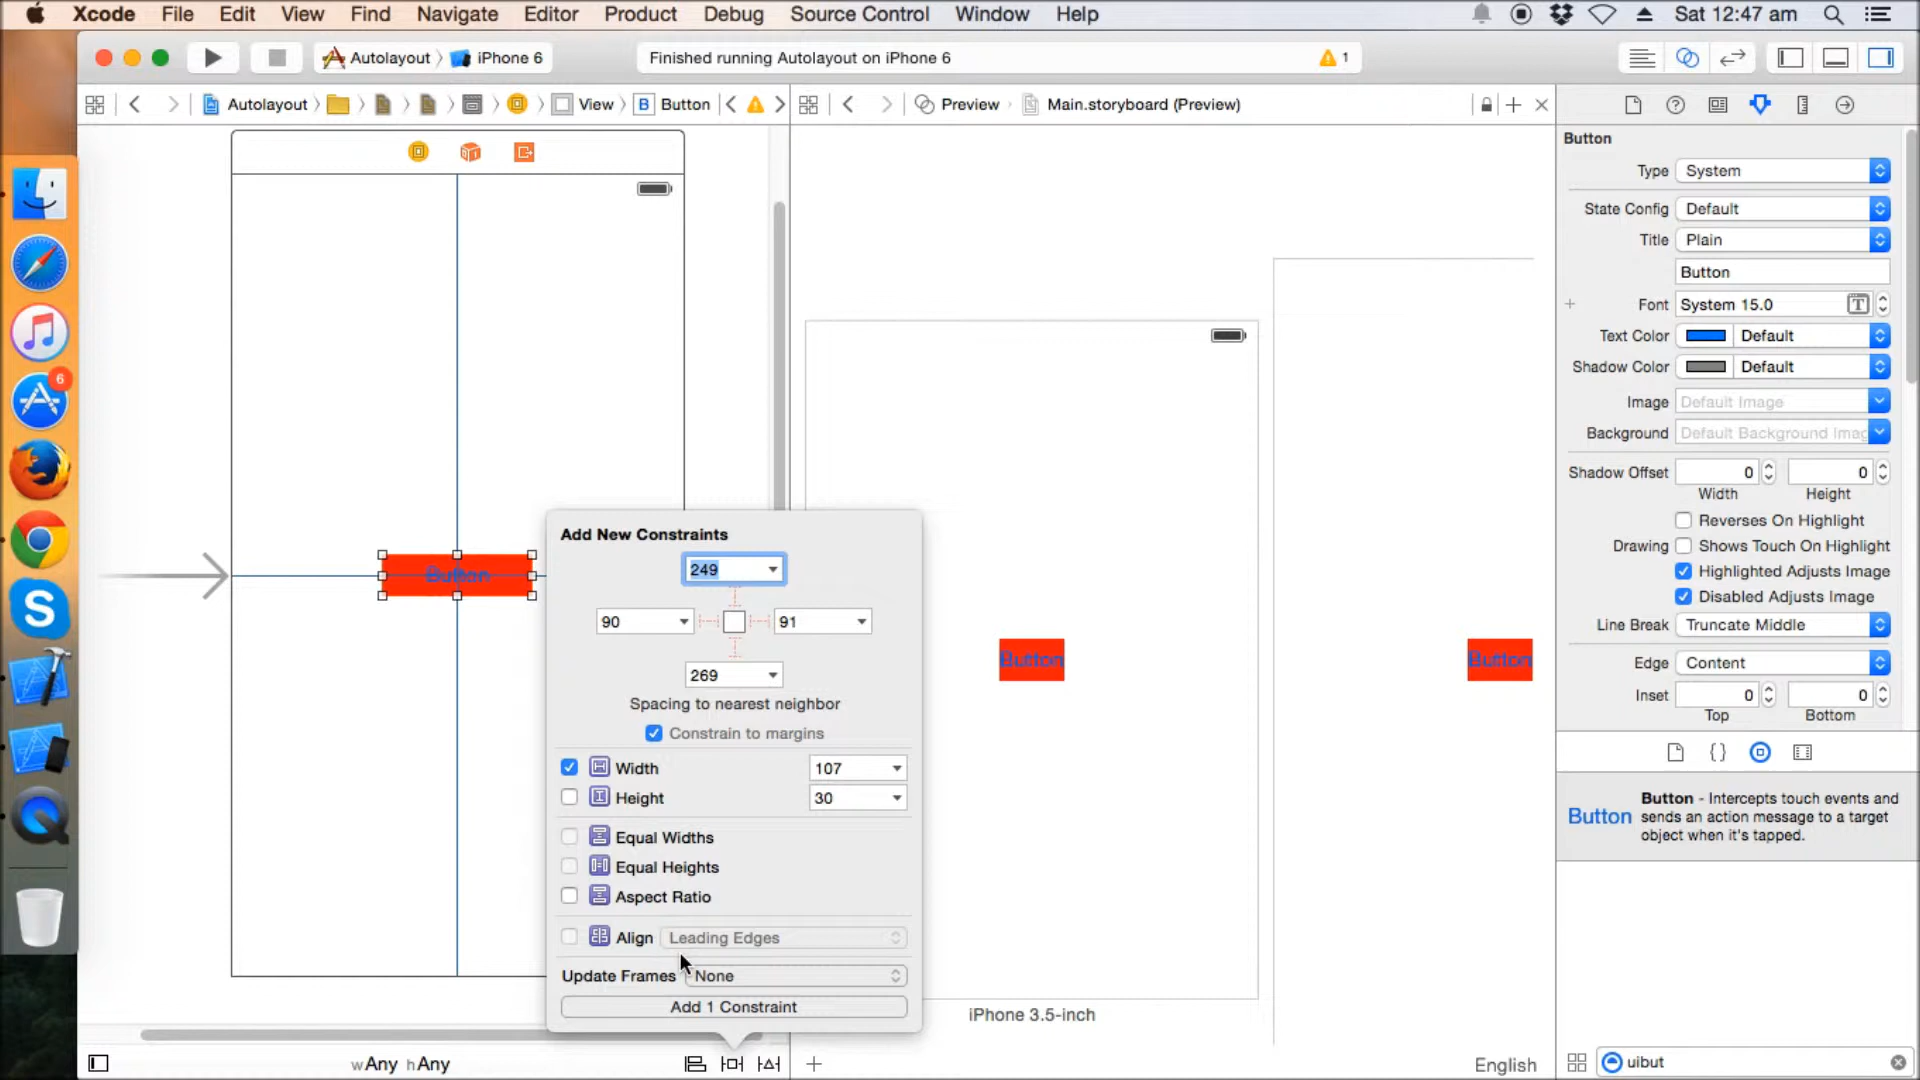 Xcode File Edit View Find Navigate Editor Product Debug Source Control Window Help Sat 12:47 am
Autolayout iPhone 6 Finished running Autolayout on iPhone 6 1
Autolayout View B Button Preview Main.storyboard (Preview)
6
Button
Button
Button
Add New Constraints
249
90
91
269
Spacing to nearest neighbor
Constrain to margins
Width 107
Height 30
Equal Widths
Equal Heights
Aspect Ratio
Align Leading Edges
Update Frames None
Add 1 Constraint
iPhone 3.5-inch
wAny hAny
English
Button
Type System
State Config Default
Title Plain
Button
Font System 15.0 T
Text Color Default
Shadow Color Default
Image Default Image
Background Default Background Imag
Shadow Offset 0 0
Width Height
Reverses On Highlight
Drawing Shows Touch On Highlight
Highlighted Adjusts Image
Disabled Adjusts Image
Line Break Truncate Middle
Edge Content
Inset 0 0
Top Bottom
Button
Button - Intercepts touch events and
sends an action message to a target
object when it's tapped.
uibut